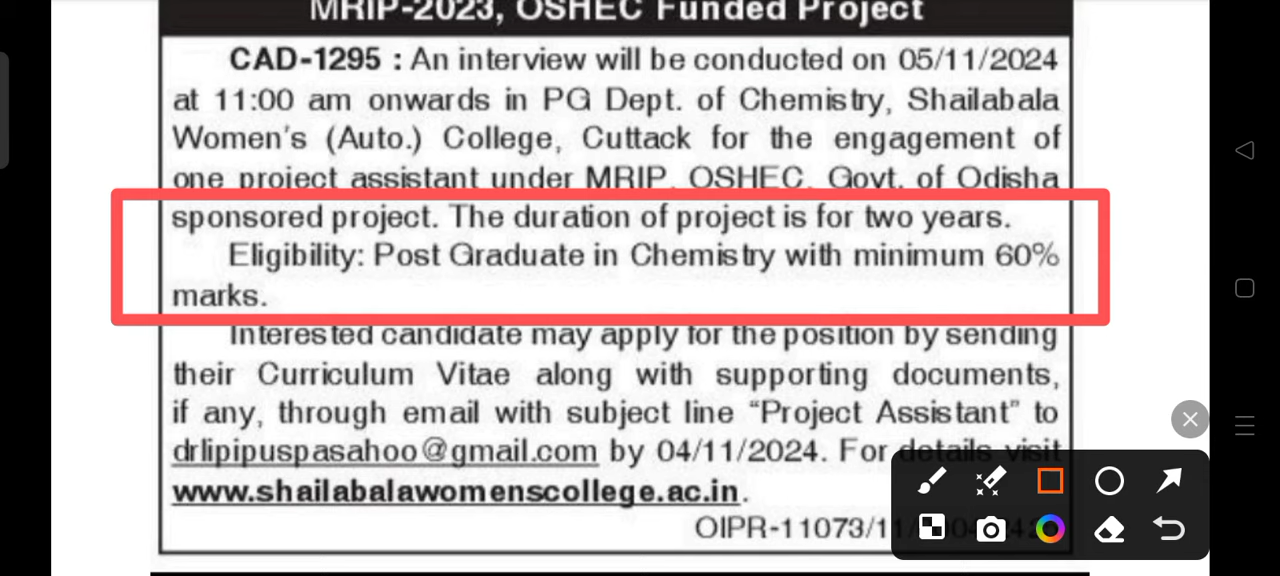 MRIP-2023, OSHEC Funded Project
CAD-1295 : An interview will be conducted on 05/11/2024
at 11:00 am onwards in PG Dept. of Chemistry, Shailabala
Women's (Auto.) College, Cuttack for the engagement of
one project assistant under MRIP, OSHEC, Govt. of Odisha
sponsored project. The duration of project is for two years.
Eligibility: Post Graduate in Chemistry with minimum 60%
marks.
Interested candidate may apply for the position by sending
their Curriculum Vitae along with supporting documents,
if any, through email with subject line “Project Assistant” to
drlipipuspasahoo@gmail.com by 04/11/2024. For details visit
www.shailabalawomenscollege.ac.in.
OIPR-11073/11/